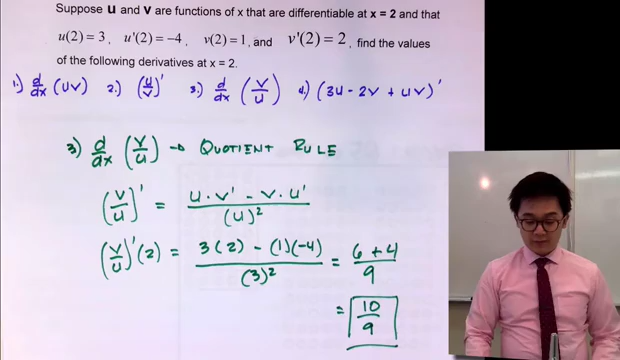 Suppose u and v are functions of x that are differentiable at x = 2 and that
u(2) = 3, u'(2) = −4, v(2) = 1, and v'(2) = 2, find the values
of the following derivatives at x = 2.
1.) d/dx (uv) 2.) (u/v)' 3.) d/dx (v/u) 4.) (3u - 2v + uv)'
3) d/dx (v/u) → QUOTIENT RULE
(v/u)' = u · v' - v · u' / (u)²
(v/u)'(2) = 3(2) - (1)(-4) / (3)² = 6 + 4 / 9
= 10/9